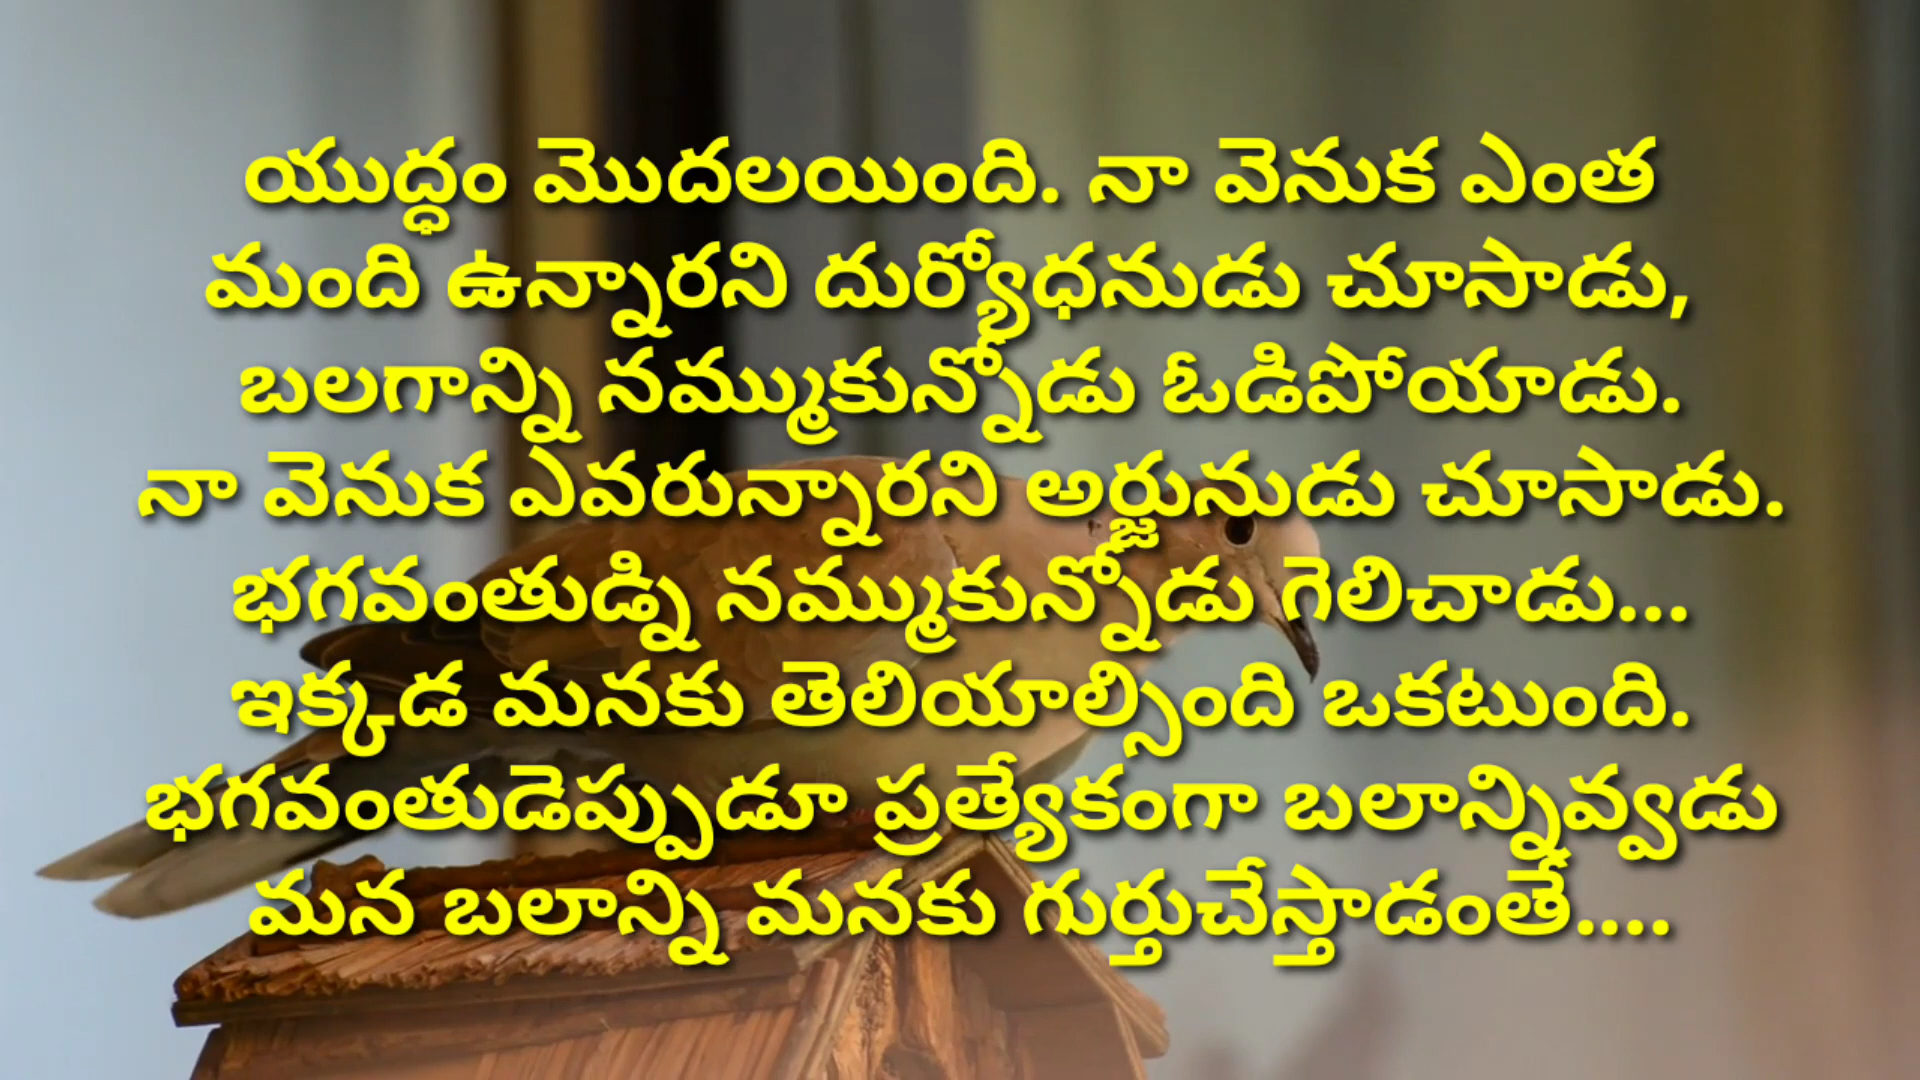 యుద్ధం మొదలయింది. నా వెనుక ఎంత
మంది ఉన్నారని దుర్యోధనుడు చూసాడు,
బలగాన్ని నమ్ముకున్నోడు ఓడిపోయాడు.
నా వెనుక ఎవరున్నారని అర్జునుడు చూసాడు.
భగవంతుడ్ని నమ్ముకున్నోడు గెలిచాడు...
ఇక్కడ మనకు తెలియాల్సింది ఒకటుంది.
భగవంతుడెప్పుడూ ప్రత్యేకంగా బలాన్నివ్వడు
మన బలాన్ని మనకు గుర్తుచేస్తాడంతే....